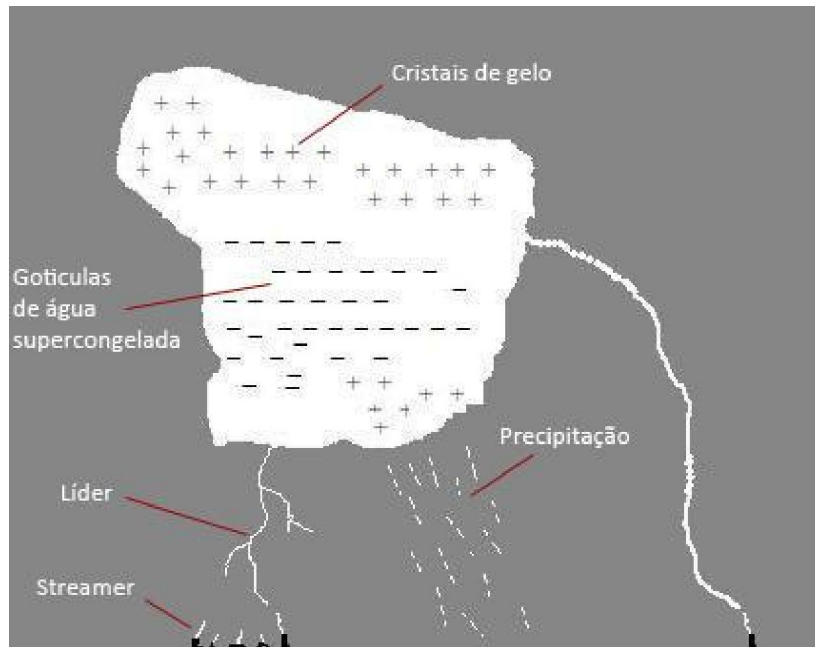 Cristais de gelo
Goticulas
de água
supercongelada
Precipitação
Líder
Streamer